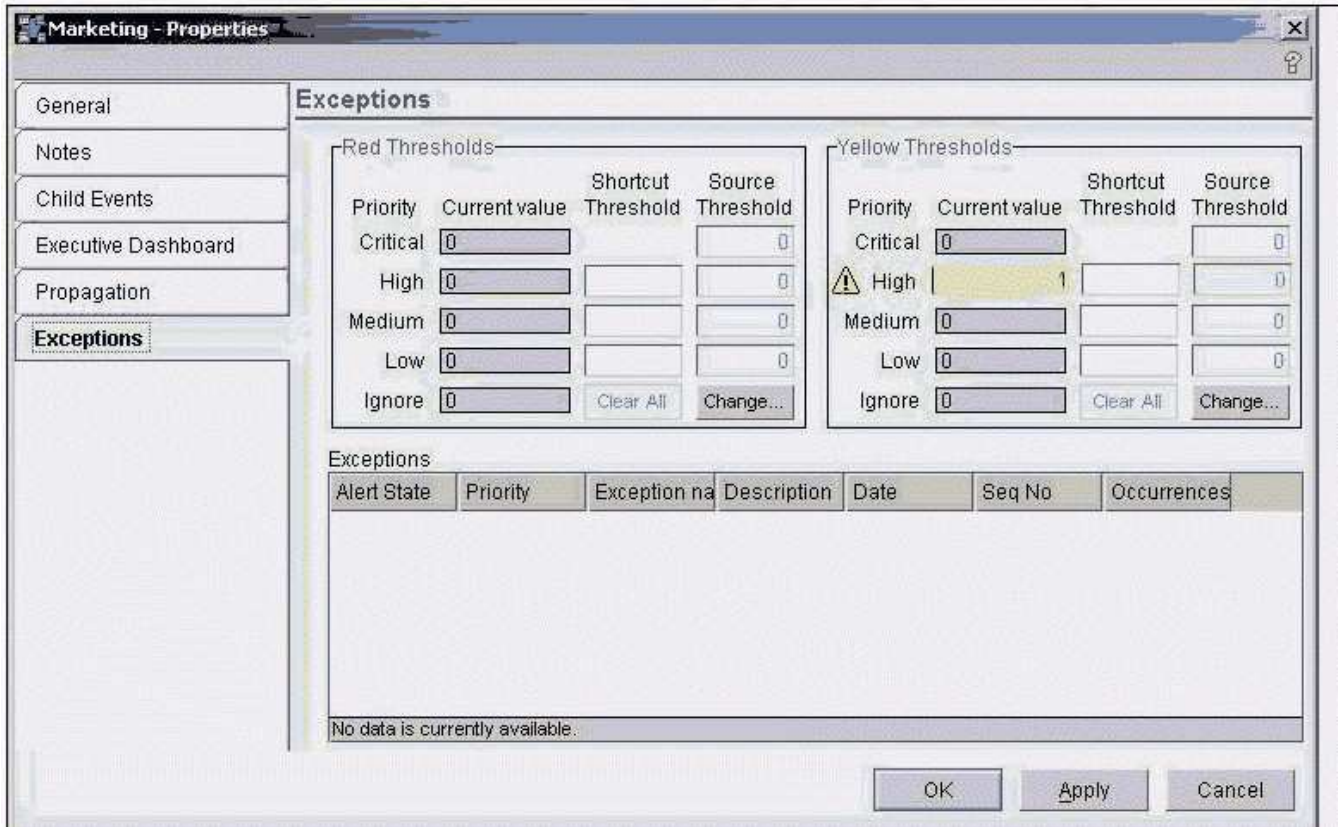 Marketing - Properties
General
Notes
Child Events
Executive Dashboard
Propagation
Exceptions
Exceptions
Red Thresholds
Priority Current value Shortcut Threshold Source Threshold
Critical 0 0
High 0 0
Medium 0 0
Low 0 0
Ignore 0 Clear All Change...
Yellow Thresholds
Priority Current value Shortcut Threshold Source Threshold
Critical 0 0
High 1 0
Medium 0 0
Low 0 0
Ignore 0 Clear All Change...
Exceptions
Alert State Priority Exception na Description Date Seq No Occurrences
No data is currently available.
OK Apply Cancel